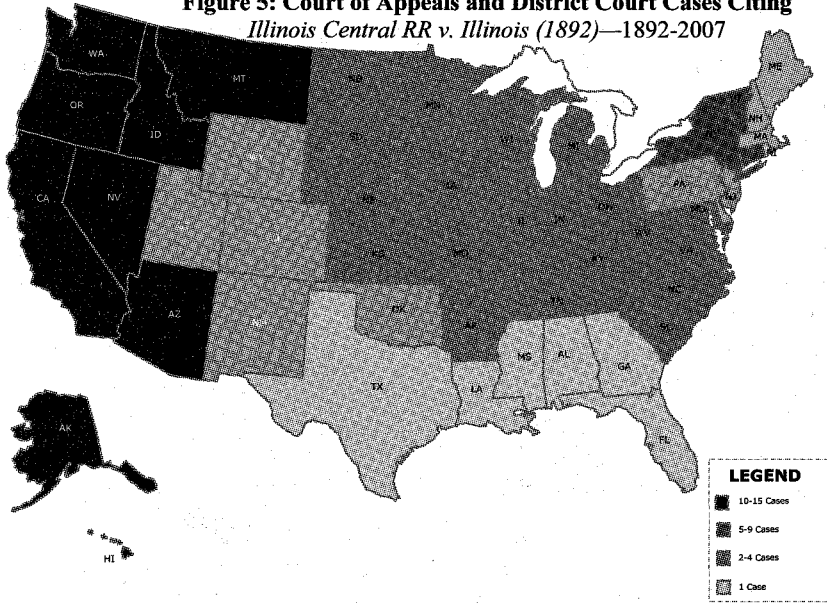 Figure 5: Court of Appeals and District Court Cases Citing
Illinois Central RR v. Illinois (1892)—1892-2007
WA
MT
ND
ME
OR
MN
ID
SD
WI
NH
MA
RI
WY
MI
CA
NV
NE
IA
PA
NJ
IL
IN
OH
WV
VA
KS
MO
KY
NC
AZ
NM
OK
TN
AR
SC
MS
AL
GA
TX
LA
FL
AK
HI
LEGEND
10-15 Cases
5-9 Cases
2-4 Cases
1 Case